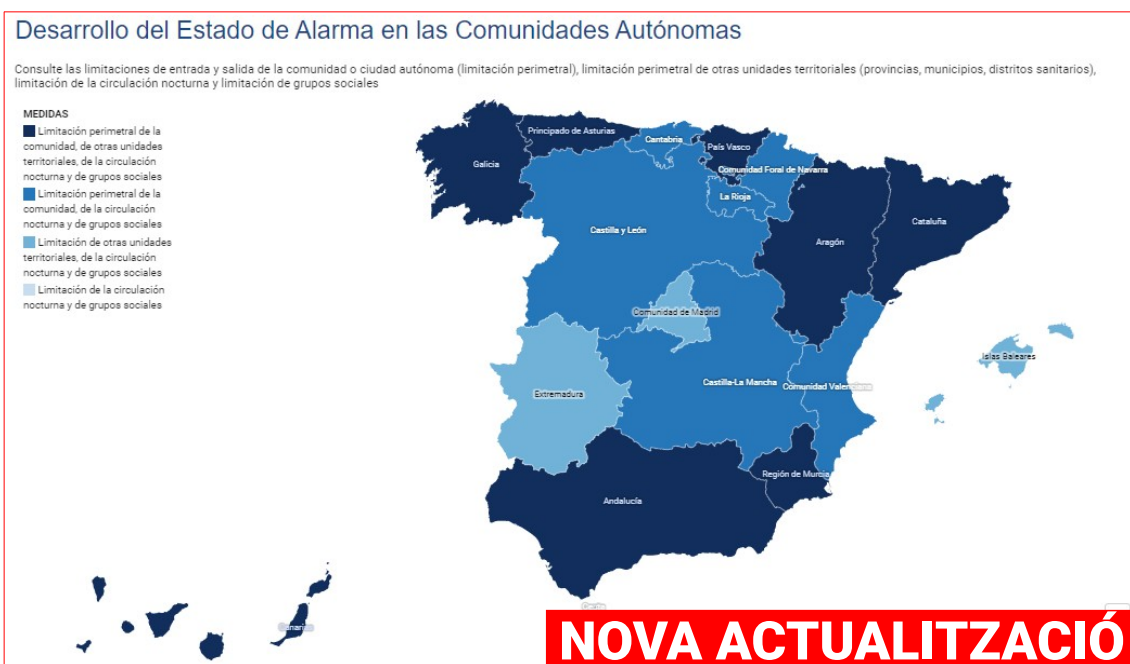 Desarrollo del Estado de Alarma en las Comunidades Autónomas
Consulte las limitaciones de entrada y salida de la comunidad o ciudad autónoma (limitación perimetral), limitación perimetral de otras unidades territoriales (provincias, municipios, distritos sanitarios),
limitación de la circulación nocturna y limitación de grupos sociales
MEDIDAS
Limitación perimetral de la
comunidad, de otras unidades
territoriales, de la circulación
nocturna y de grupos sociales
Limitación perimetral de la
comunidad, de la circulación
nocturna y de grupos sociales
Limitación de otras unidades
territoriales, de la circulación
nocturna y de grupos sociales
Limitación de la circulación
nocturna y de grupos sociales
Principado de Asturias
Cantabria
País Vasco
Galicia
Comunidad Foral de Navarra
La Rioja
Cataluña
Castilla y León
Aragón
Comunidad de Madrid
Islas Baleares
Castilla-La Mancha
Comunidad Valenciana
Extremadura
Región de Murcia
Andalucía
Ceuta
Canarias
NOVA ACTUALITZACIÓ